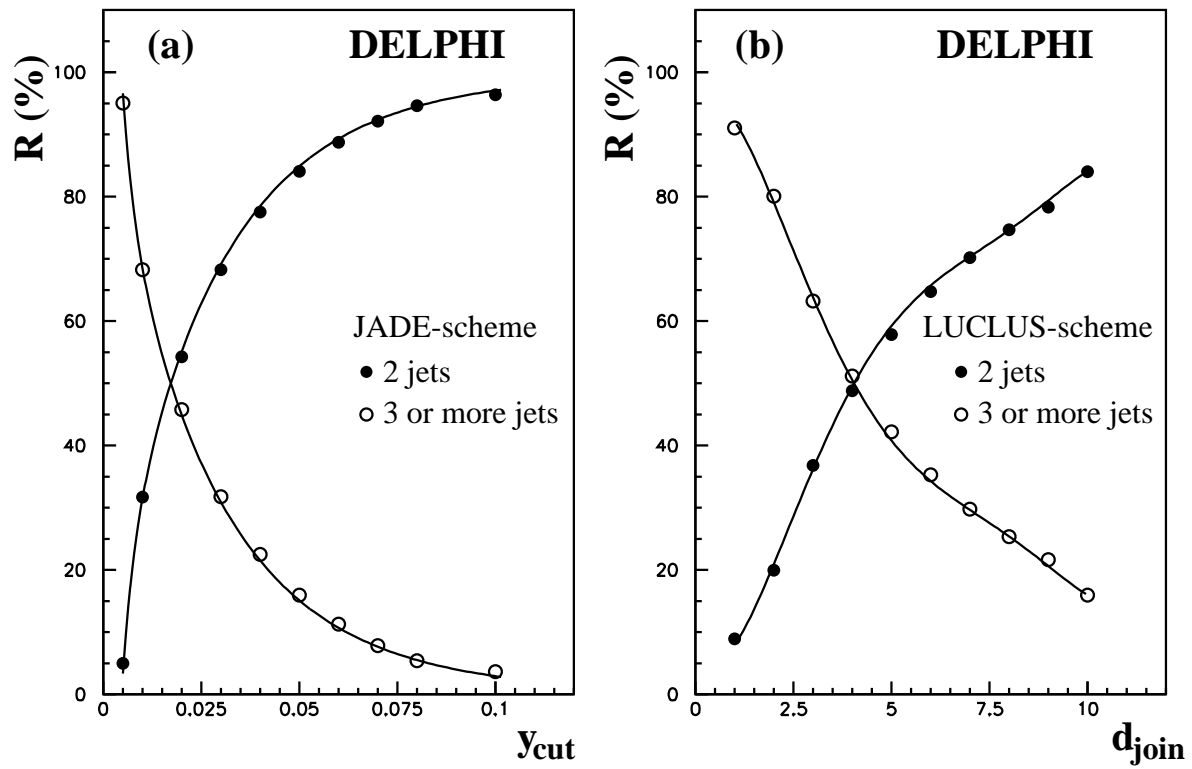 (a) DELPHI
R (%)
100
80
60
40
20
0
JADE-scheme
2 jets
3 or more jets
0 0.025 0.05 0.075 0.1
ycut
(b) DELPHI
R (%)
100
80
60
40
20
0
LUCLUS-scheme
2 jets
3 or more jets
0 2.5 5 7.5 10
djoin